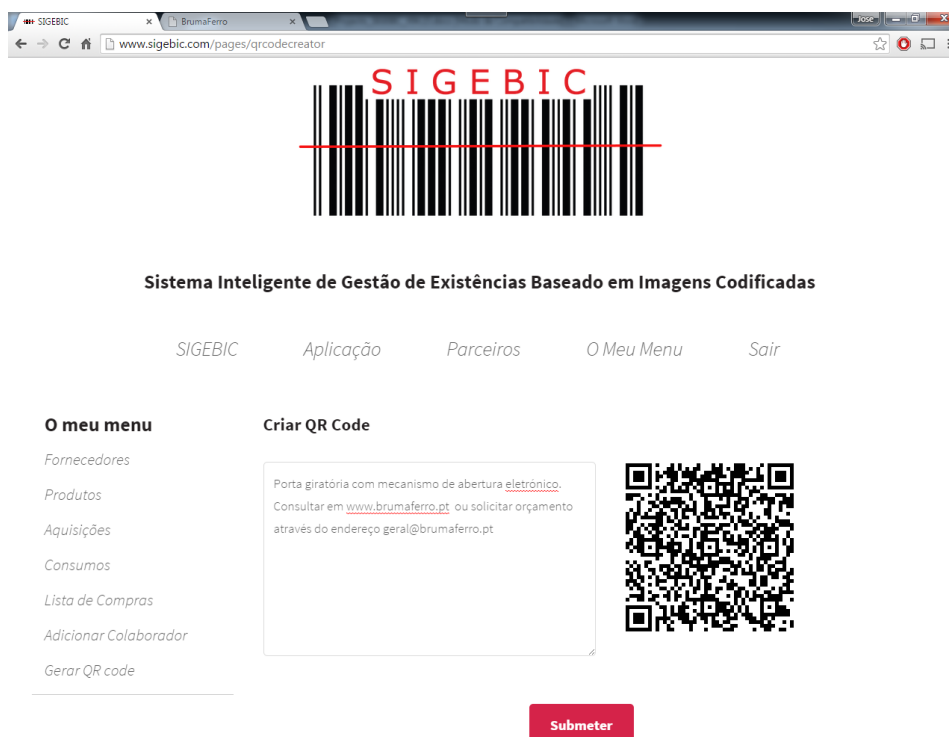 SIGEBIC
BrumaFerro
Jose
www.sigebic.com/pages/qrcodecreator
SIGEBIC
Sistema Inteligente de Gestão de Existências Baseado em Imagens Codificadas
SIGEBIC Aplicação Parceiros O Meu Menu Sair
O meu menu
Fornecedores
Produtos
Aquisições
Consumos
Lista de Compras
Adicionar Colaborador
Gerar QR code
Criar QR Code
Porta giratória com mecanismo de abertura eletrónico.
Consultar em www.brumaferro.pt ou solicitar orçamento
através do endereço geral@brumaferro.pt
Submeter